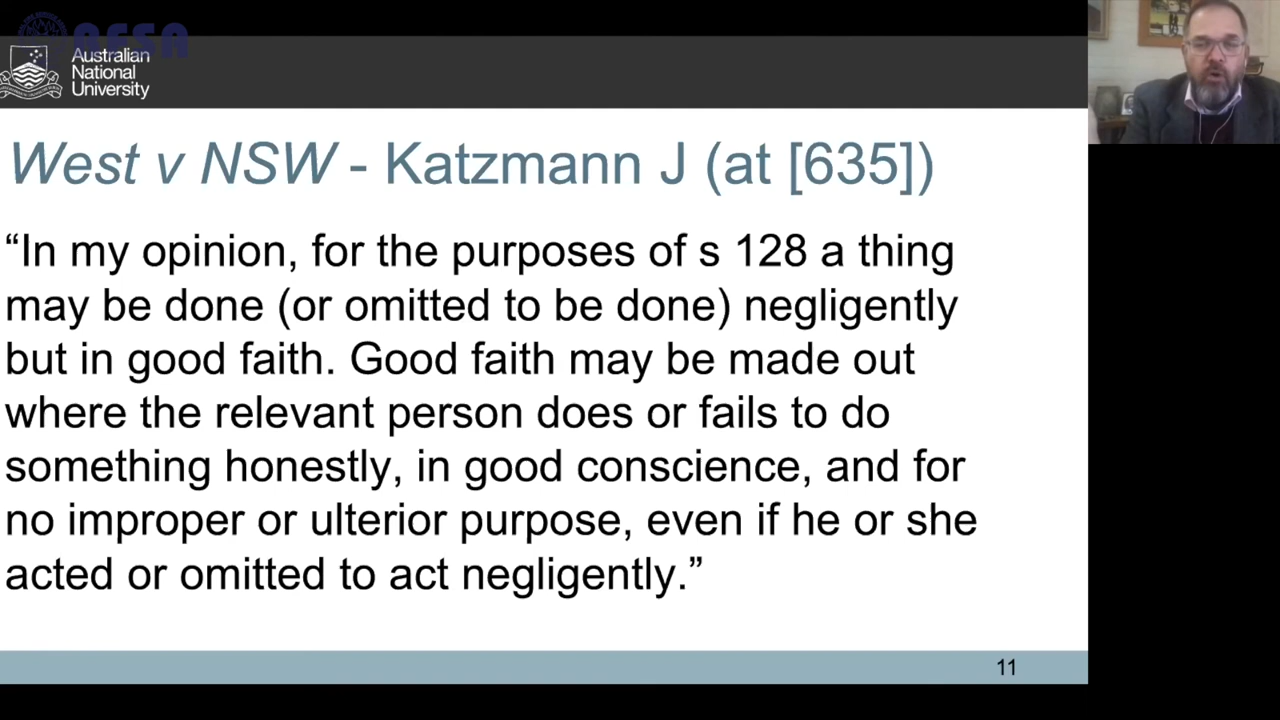 AFSA
Australian
National
University
West v NSW - Katzmann J (at [635])
“In my opinion, for the purposes of s 128 a thing
may be done (or omitted to be done) negligently
but in good faith. Good faith may be made out
where the relevant person does or fails to do
something honestly, in good conscience, and for
no improper or ulterior purpose, even if he or she
acted or omitted to act negligently.”
11